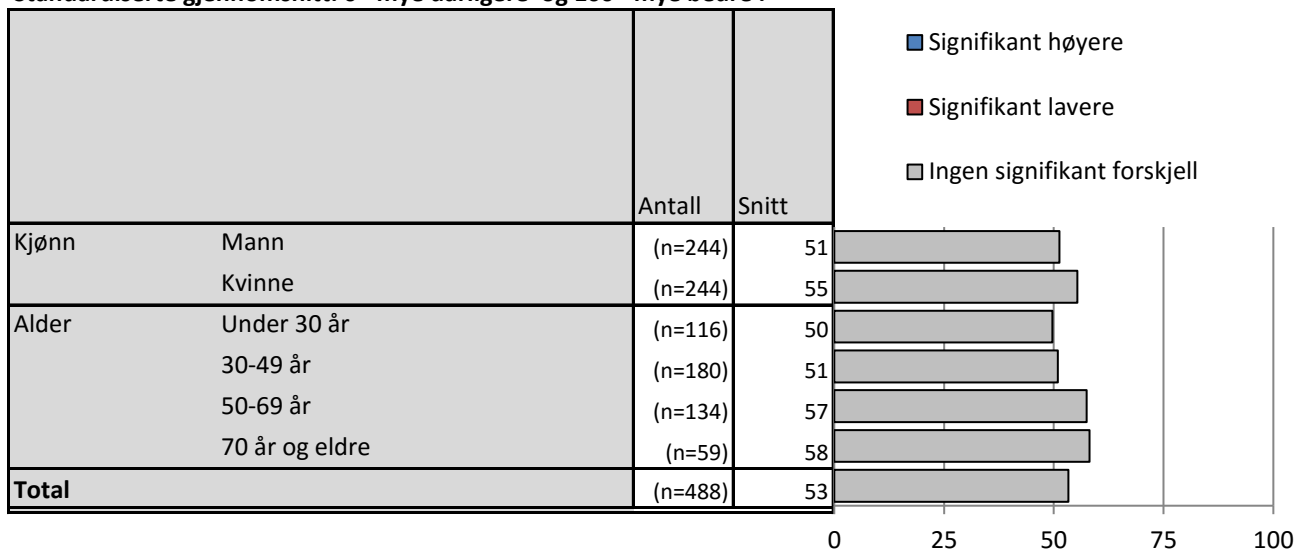 Signifikant høyere
Signifikant lavere
Ingen signifikant forskjell
Antall Snitt
Kjønn Mann (n=244) 51
Kvinne (n=244) 55
Alder Under 30 år (n=116) 50
30-49 år (n=180) 51
50-69 år (n=134) 57
70 år og eldre (n=59) 58
Total (n=488) 53
0 25 50 75 100